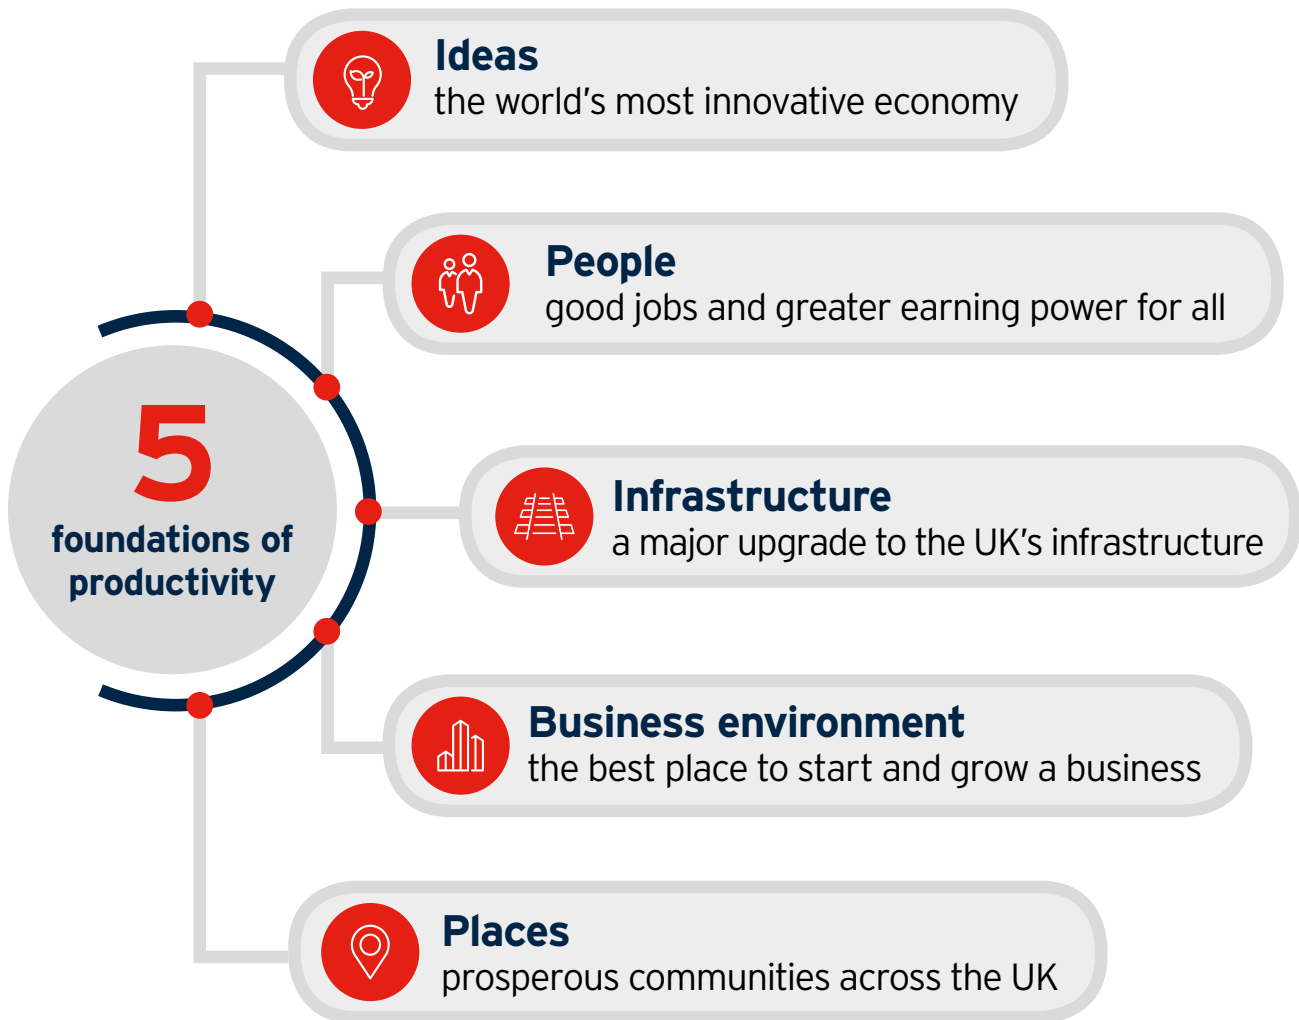 Ideas
the world's most innovative economy
People
good jobs and greater earning power for all
5
foundations of
productivity
Infrastructure
a major upgrade to the UK's infrastructure
Business environment
the best place to start and grow a business
Places
prosperous communities across the UK